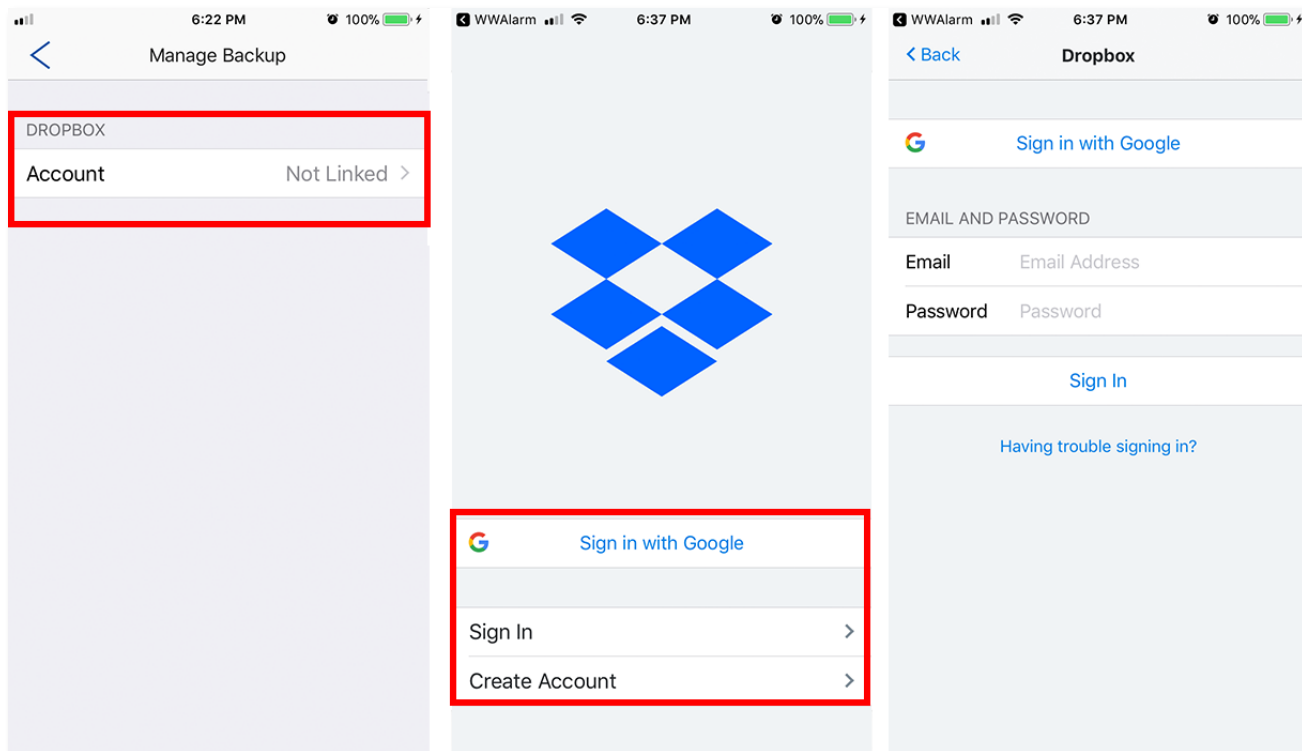 6:22 PM 100%
Manage Backup
DROPBOX
Account Not Linked
WWAlarm 6:37 PM 100%
Sign in with Google
Sign In
Create Account
WWAlarm 6:37 PM 100%
Back Dropbox
Sign in with Google
EMAIL AND PASSWORD
Email Email Address
Password Password
Sign In
Having trouble signing in?